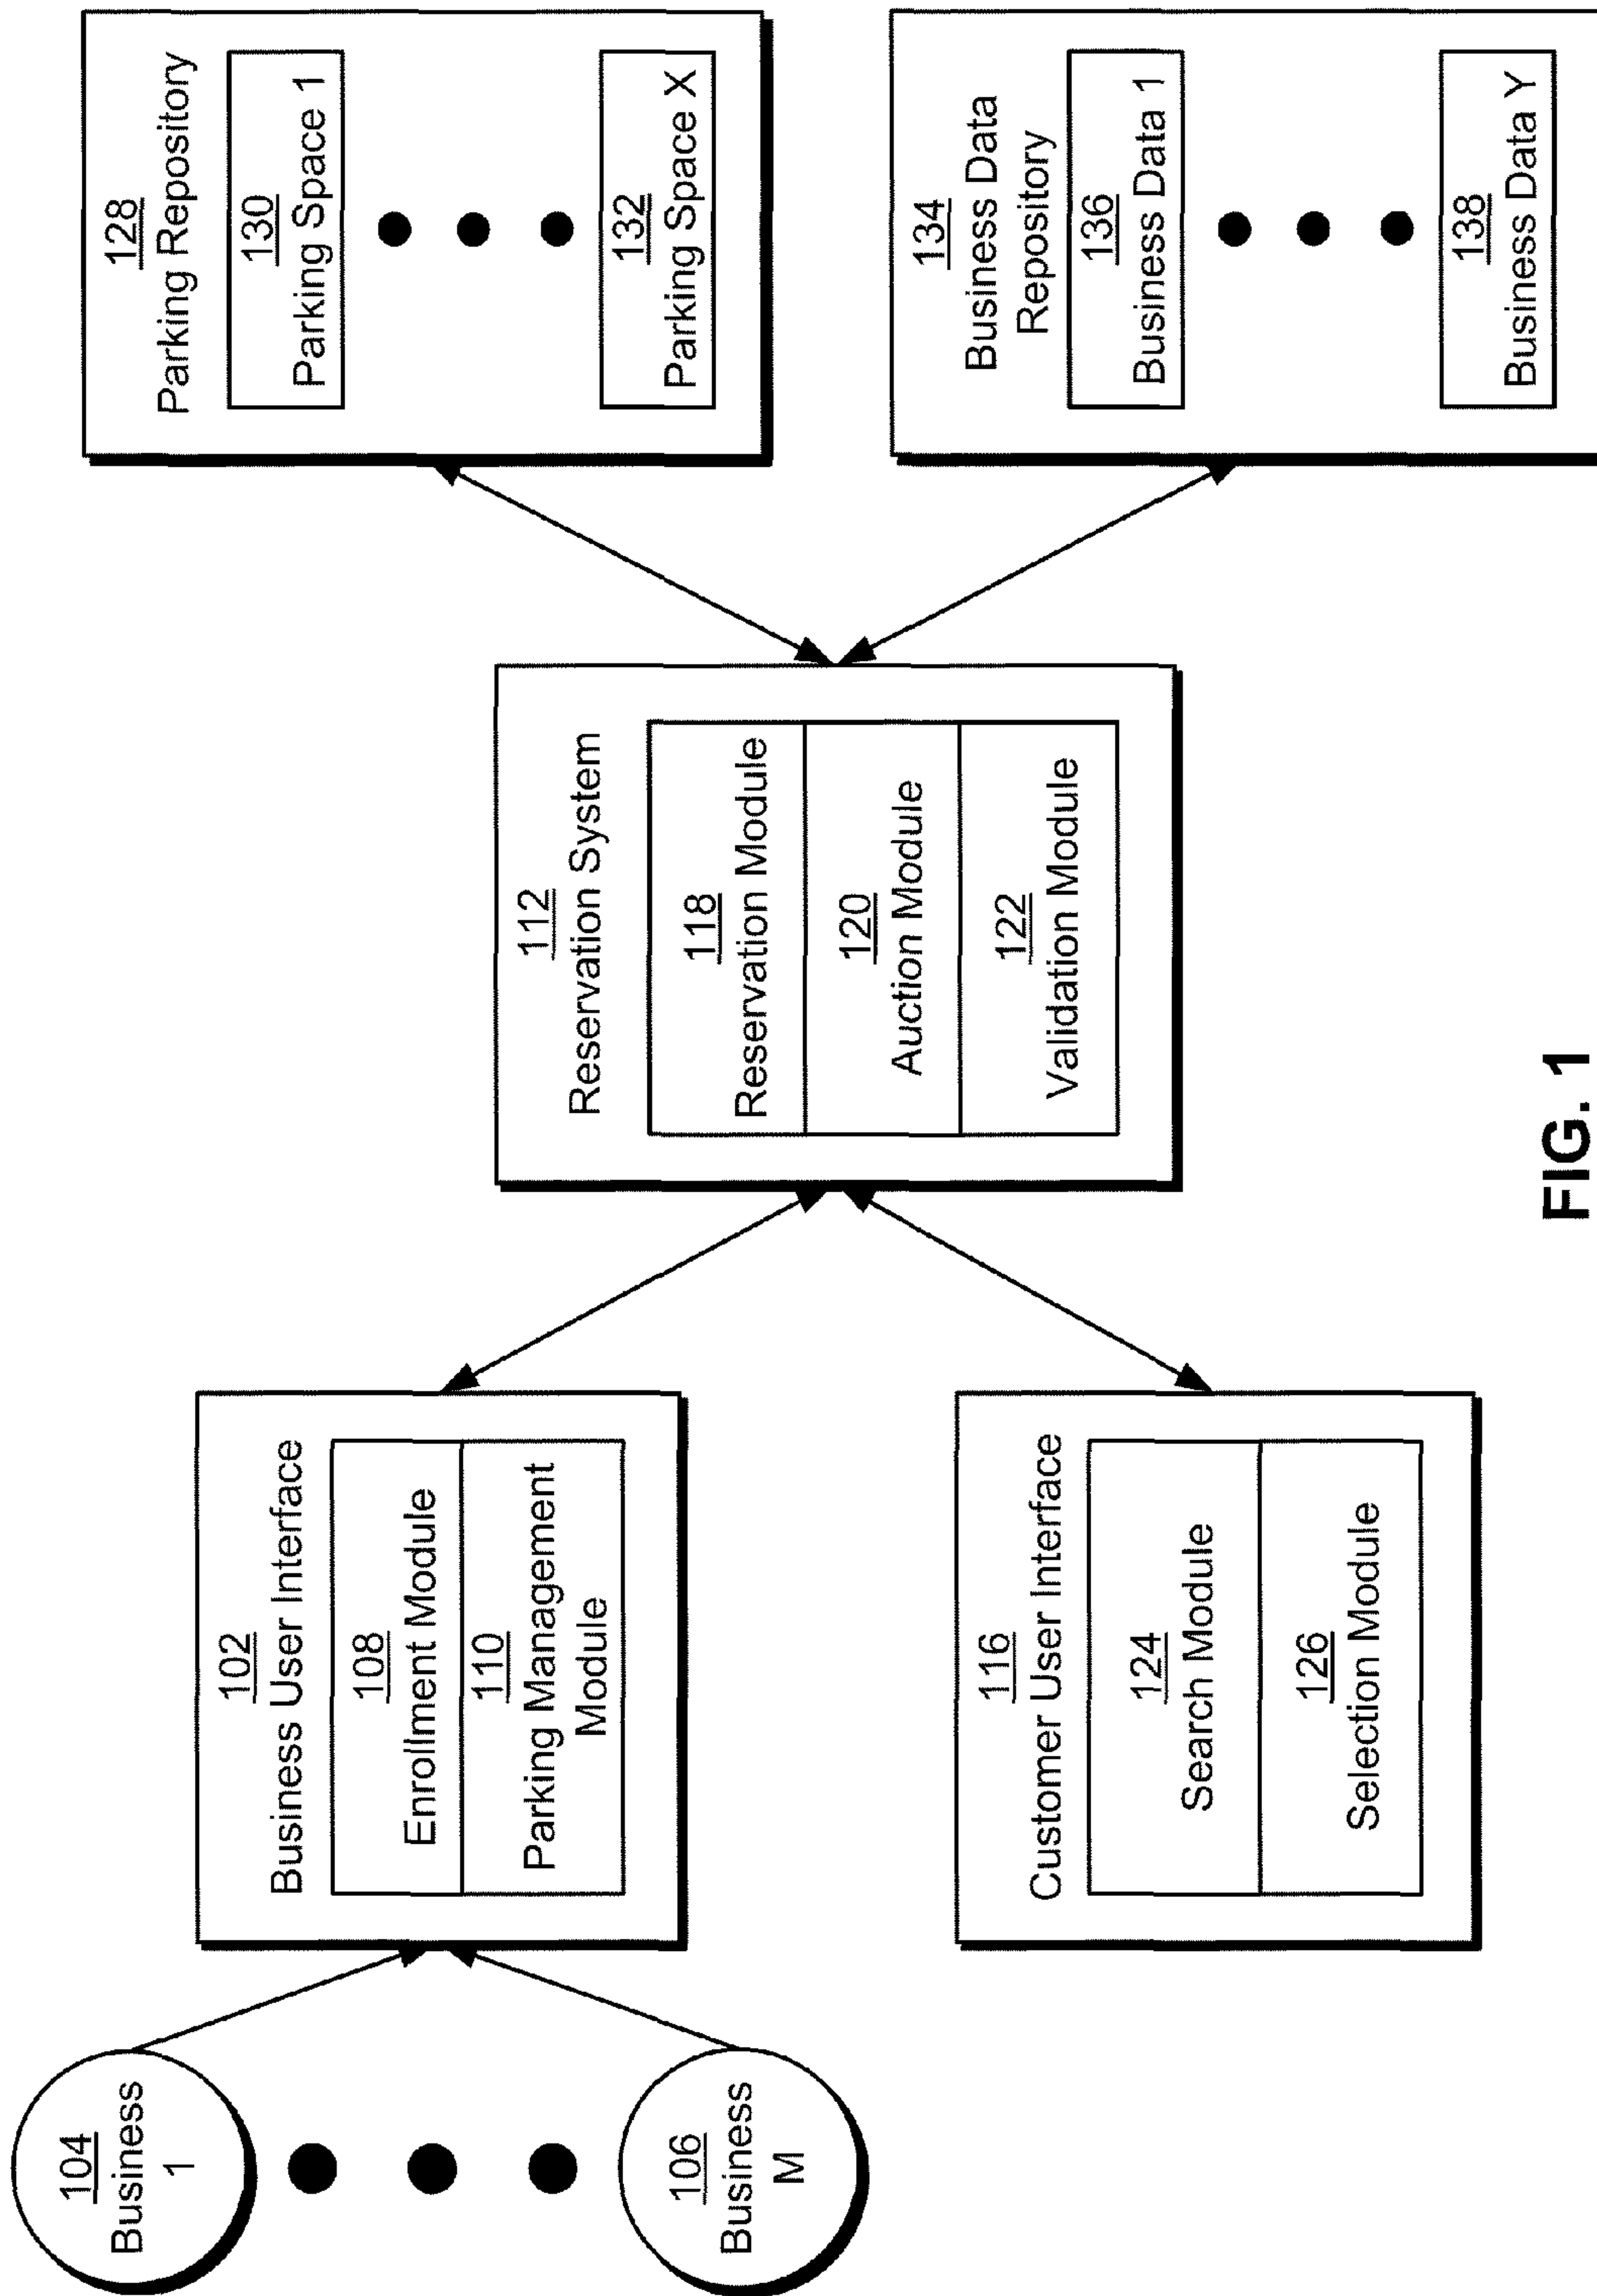 104
Business
1
106
Business
M
102
Business User Interface
108
Enrollment Module
110
Parking Management
Module
116
Customer User Interface
124
Search Module
126
Selection Module
112
Reservation System
118
Reservation Module
120
Auction Module
122
Validation Module
128
Parking Repository
130
Parking Space 1
132
Parking Space X
134
Business Data
Repository
136
Business Data 1
138
Business Data Y
FIG. 1